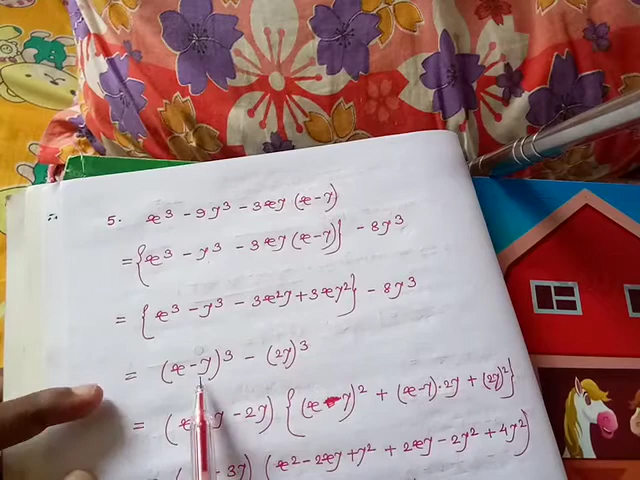 5. x³ - 9y³ - 3xy (x-y)
= {x³ - y³ - 3xy (x-y)} - 8y³
= {x³ - y³ - 3x²y + 3xy²} - 8y³
= (x-y)³ - (2y)³
= (x-y-2y) {(x-y)² + (x-y)·2y + (2y)²}
- 3y) (x² - 2xy + y² + 2xy - 2y² + 4y²)